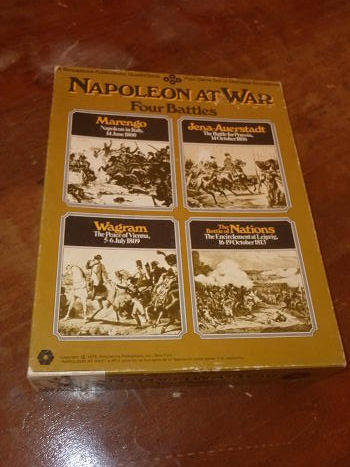 NAPOLEON AT WAR
Four Battles
Marengo
Napoleon in Italy,
14 June 1800
Jena-Auerstadt
The Battle for Prussia,
14 October 1806
Wagram
The Peace of Vienna,
5-6 July 1809
The Battle of Nations
The Encirclement at Leipzig,
16-19 October 1813